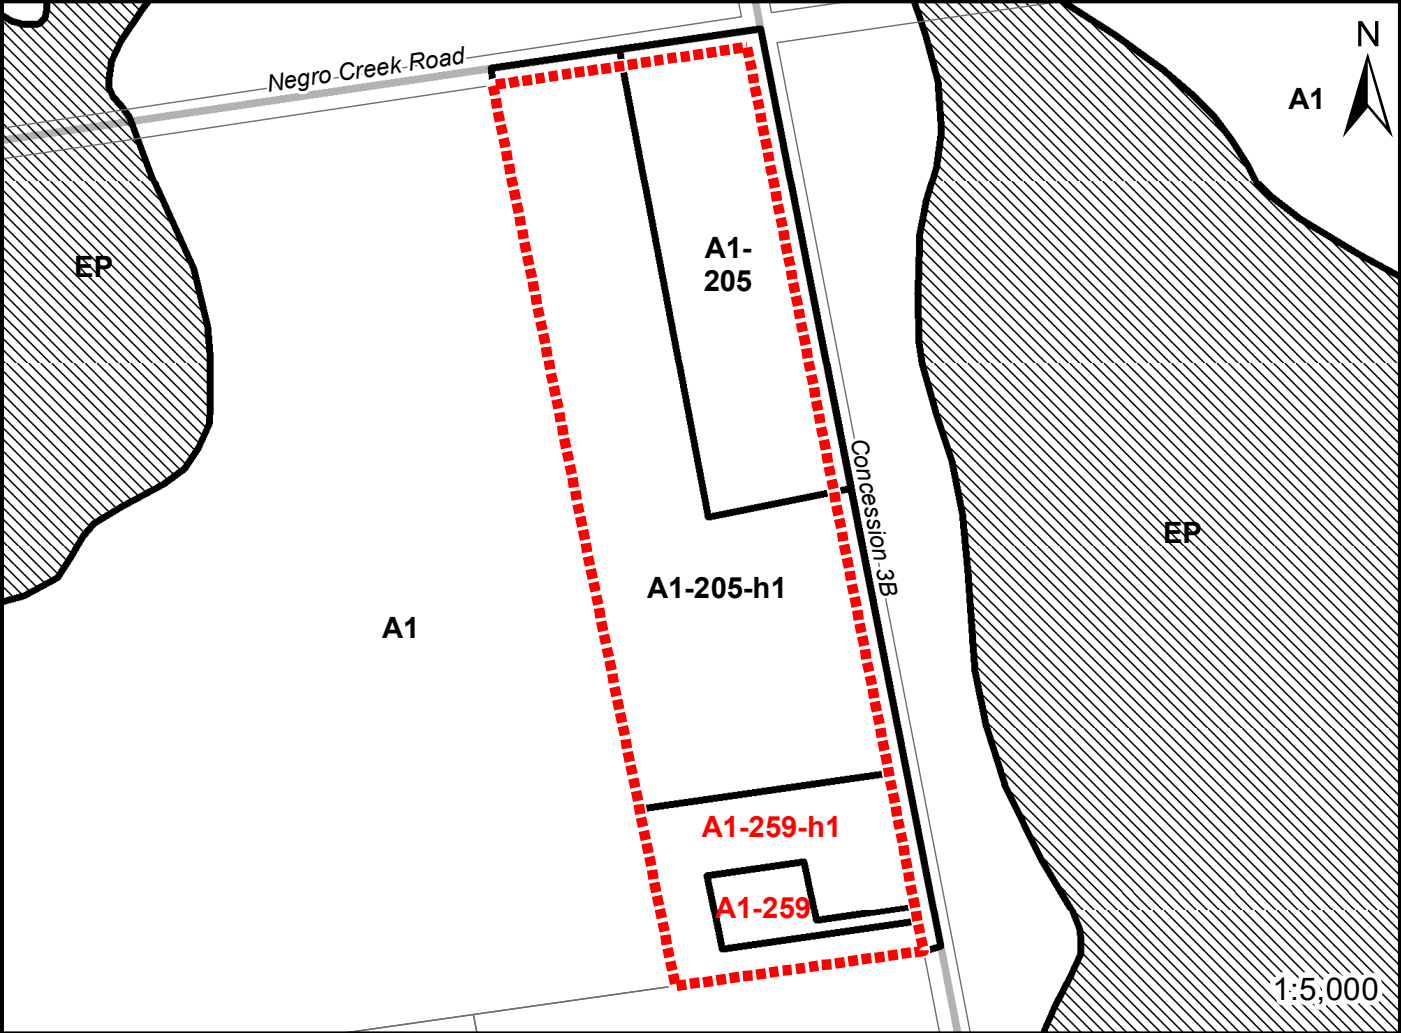 Negro Creek Road
N
A1
A1-
205
EP
Concession 3B
EP
A1-205-h1
A1
A1-259-h1
A1-259
1:5,000